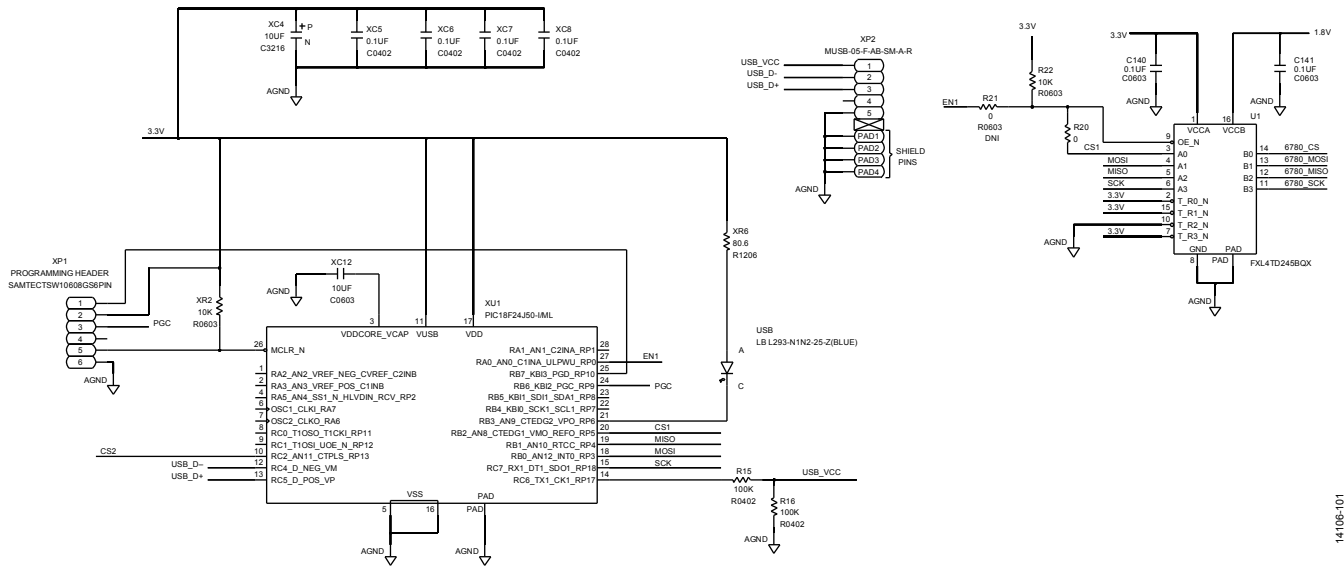 XC4
10UF
C3216
P
N
XC5
0.1UF
C0402
XC6
0.1UF
C0402
XC7
0.1UF
C0402
XC8
0.1UF
C0402
AGND
3.3V
XP2
MUSB-05-F-AB-SM-A-R
USB_VCC
USB_D-
USB_D+
1
2
3
4
5
PAD1
PAD2
PAD3
PAD4
SHIELD
PINS
AGND
3.3V
R22
10K
R0603
EN1
R21
0
R0603
DNI
R20
0
CS1
3.3V
C140
0.1UF
C0603
AGND
1.8V
C141
0.1UF
C0603
AGND
U1
1
16
VCCA
VCCB
9
OE_N
3
A0
B0
14
6780_CS
MOSI
4
A1
B1
13
6780_MOSI
MISO
5
A2
B2
12
6780_MISO
SCK
6
A3
B3
11
6780_SCK
3.3V
2
T_R0_N
3.3V
15
T_R1_N
10
T_R2_N
3.3V
7
T_R3_N
AGND
GND
PAD
8
PAD
FXL4TD245BQX
AGND
XP1
PROGRAMMING HEADER
SAMTECTSW10608GS6PIN
1
2
3
4
5
6
PGC
AGND
XR2
10K
R0603
AGND
XC12
10UF
C0603
XR6
80.6
R1206
XU1
PIC18F24J50-I/ML
3
11
17
VDDCORE_VCAP
VUSB
VDD
26
MCLR_N
1
RA2_AN2_VREF_NEG_CVREF_C2INB
2
RA3_AN3_VREF_POS_C1INB
4
RA5_AN4_SS1_N_HLVDIN_RCV_RP2
6
OSC1_CLKI_RA7
7
OSC2_CLKO_RA6
8
RC0_T1OSO_T1CKI_RP11
9
RC1_T1OSI_UOE_N_RP12
CS2
10
RC2_AN11_CTPLS_RP13
USB_D–
12
RC4_D_NEG_VM
USB_D+
13
RC5_D_POS_VP
RA1_AN1_C2INA_RP1
28
RA0_AN0_C1INA_ULPWU_RP0
27
EN1
RB7_KBI3_PGD_RP10
25
RB6_KBI2_PGC_RP9
24
PGC
RB5_KBI1_SDI1_SDA1_RP8
23
RB4_KBI0_SCK1_SCL1_RP7
22
RB3_AN9_CTEDG2_VPO_RP6
21
RB2_AN8_CTEDG1_VMO_REFO_RP5
20
CS1
RB1_AN10_RTCC_RP4
19
MISO
RB0_AN12_INT0_RP3
18
MOSI
RC7_RX1_DT1_SDO1_RP18
15
SCK
RC6_TX1_CK1_RP17
14
VSS
PAD
5
16
PAD
AGND
AGND
USB
LB L293-N1N2-25-Z(BLUE)
A
C
R15
100K
R0402
USB_VCC
R16
100K
R0402
AGND
14106-101